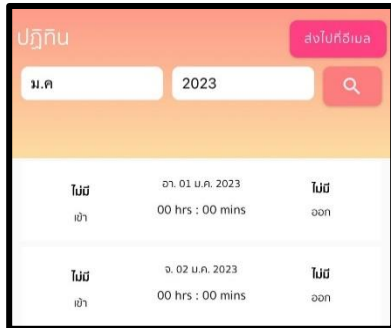 ปฏิทิน
ส่งไปที่อีเมล
ม.ค
2023
ไม่มี
อา. 01 ม.ค. 2023
ไม่มี
เข้า
00 hrs : 00 mins
ออก
ไม่มี
จ. 02 ม.ค. 2023
ไม่มี
เข้า
00 hrs : 00 mins
ออก